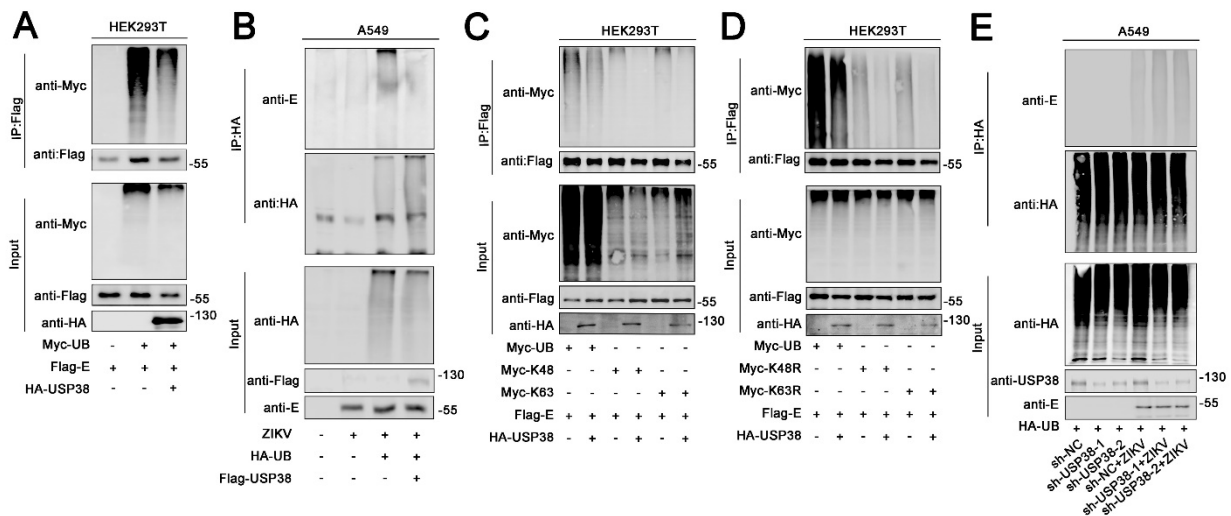 A
HEK293T
IP:Flag
anti-Myc
anti:Flag
-55
Input
anti-Myc
anti-Flag
-55
anti-HA
-130
Myc-UB - + +
Flag-E + + +
HA-USP38 - - +
B
A549
IP:HA
anti-E
anti:HA
Input
anti-HA
anti-Flag
-130
anti-E
-55
ZIKV - + + +
HA-UB - - + +
Flag-USP38 - - - +
C
HEK293T
IP:Flag
anti-Myc
anti:Flag
-55
Input
anti-Myc
anti-Flag
-55
anti-HA
-130
Myc-UB + +
Myc-K48 + +
Myc-K63 + +
Flag-E + + + + + +
HA-USP38 - + - + - +
D
HEK293T
IP:Flag
anti-Myc
anti:Flag
-55
Input
anti-Myc
anti-Flag
-55
anti-HA
-130
Myc-UB + +
Myc-K48R + +
Myc-K63R + +
Flag-E + + + + + +
HA-USP38 - + - + - +
E
A549
IP:HA
anti-E
anti:HA
Input
anti-HA
anti-USP38
-130
anti-E
-55
HA-UB + + + + + +
sh-NC
sh-USP38-1
sh-USP38-2
sh-NC+ZIKV
sh-USP38-1+ZIKV
sh-USP38-2+ZIKV